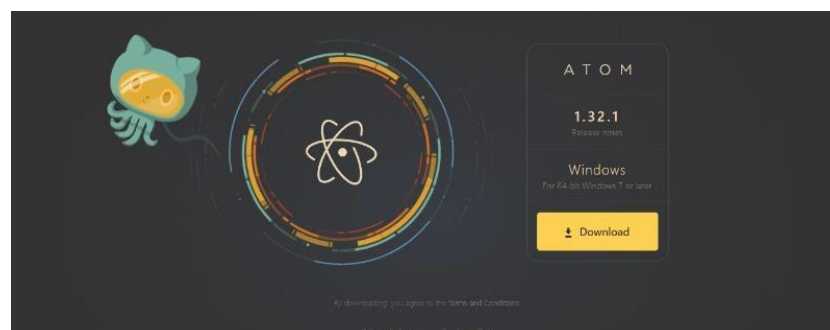 ATOM
1.32.1
Release notes
Windows
For 64-bit Windows 7 or later
Download
By downloading, you agree to the Terms and Conditions